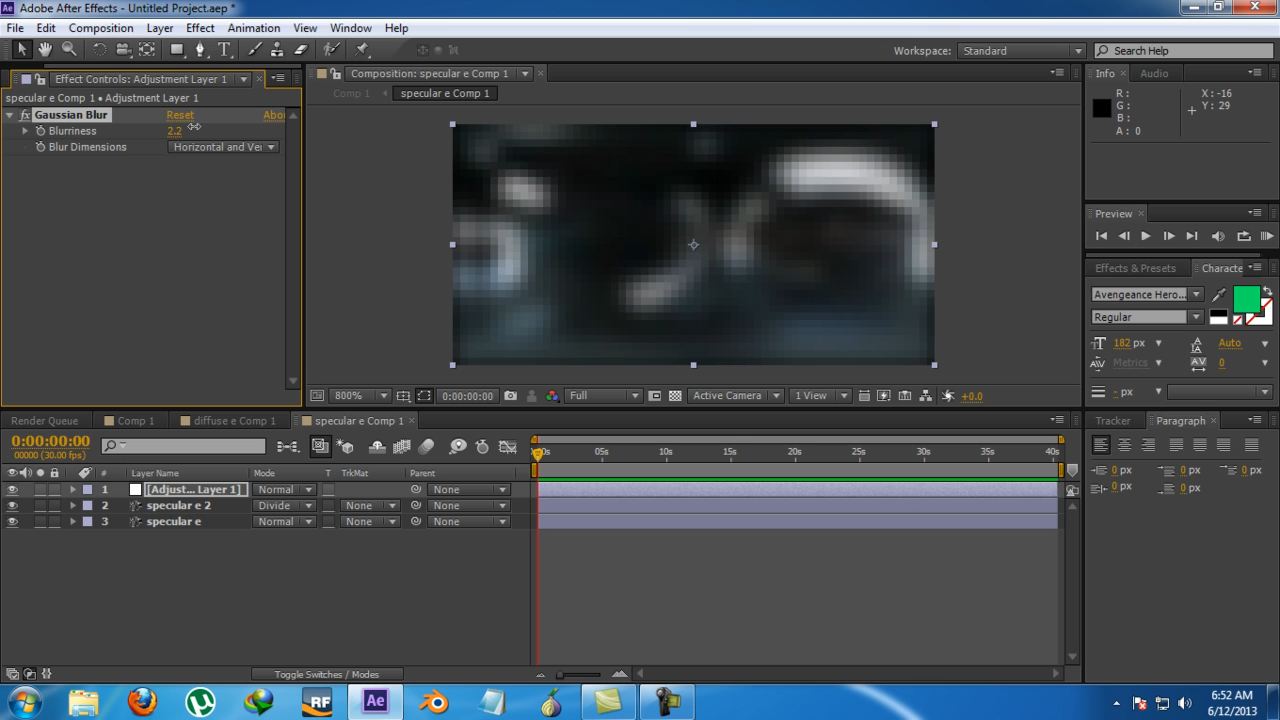 Adobe After Effects - Untitled Project.aep *
File Edit Composition Layer Effect Animation View Window Help
Workspace: Standard Search Help
Effect Controls: Adjustment Layer 1
specular e Comp 1 • Adjustment Layer 1
fx Gaussian Blur Reset Abo
Blurriness 2.2
Blur Dimensions Horizontal and Ver
Composition: specular e Comp 1
Comp 1 specular e Comp 1
800% 0:00:00:00 Full Active Camera 1 View +0.0
Info Audio
R: X: -16
G: Y: 29
B:
A: 0
Preview
Effects & Presets Characte
Avengeance Hero...
Regular
182 px Auto
Metrics 0
- px
Tracker Paragraph
0 px 0 px 0 px
0 px 0 px
Render Queue Comp 1 diffuse e Comp 1 specular e Comp 1
0:00:00:00
00000 (30.00 fps)
# Layer Name Mode T TrkMat Parent
05s 10s 15s 20s 25s 30s 35s 40s
1 [Adjust... Layer 1] Normal None
2 specular e 2 Divide None None
3 specular e Normal None None
Toggle Switches / Modes
Ae RF
6:52 AM
6/12/2013